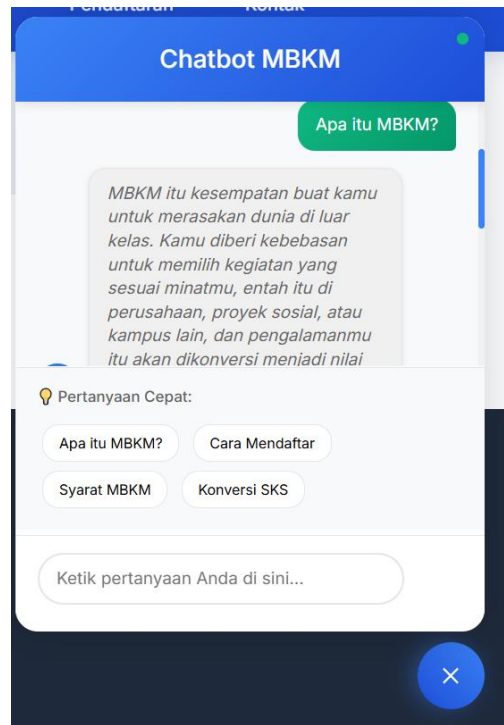 Pendaftaran Kontak
Chatbot MBKM
Apa itu MBKM?
MBKM itu kesempatan buat kamu
untuk merasakan dunia di luar
kelas. Kamu diberi kebebasan
untuk memilih kegiatan yang
sesuai minatmu, entah itu di
perusahaan, proyek sosial, atau
kampus lain, dan pengalamanmu
itu akan dikonversi menjadi nilai
Pertanyaan Cepat:
Apa itu MBKM? Cara Mendaftar
Syarat MBKM Konversi SKS
Ketik pertanyaan Anda di sini...